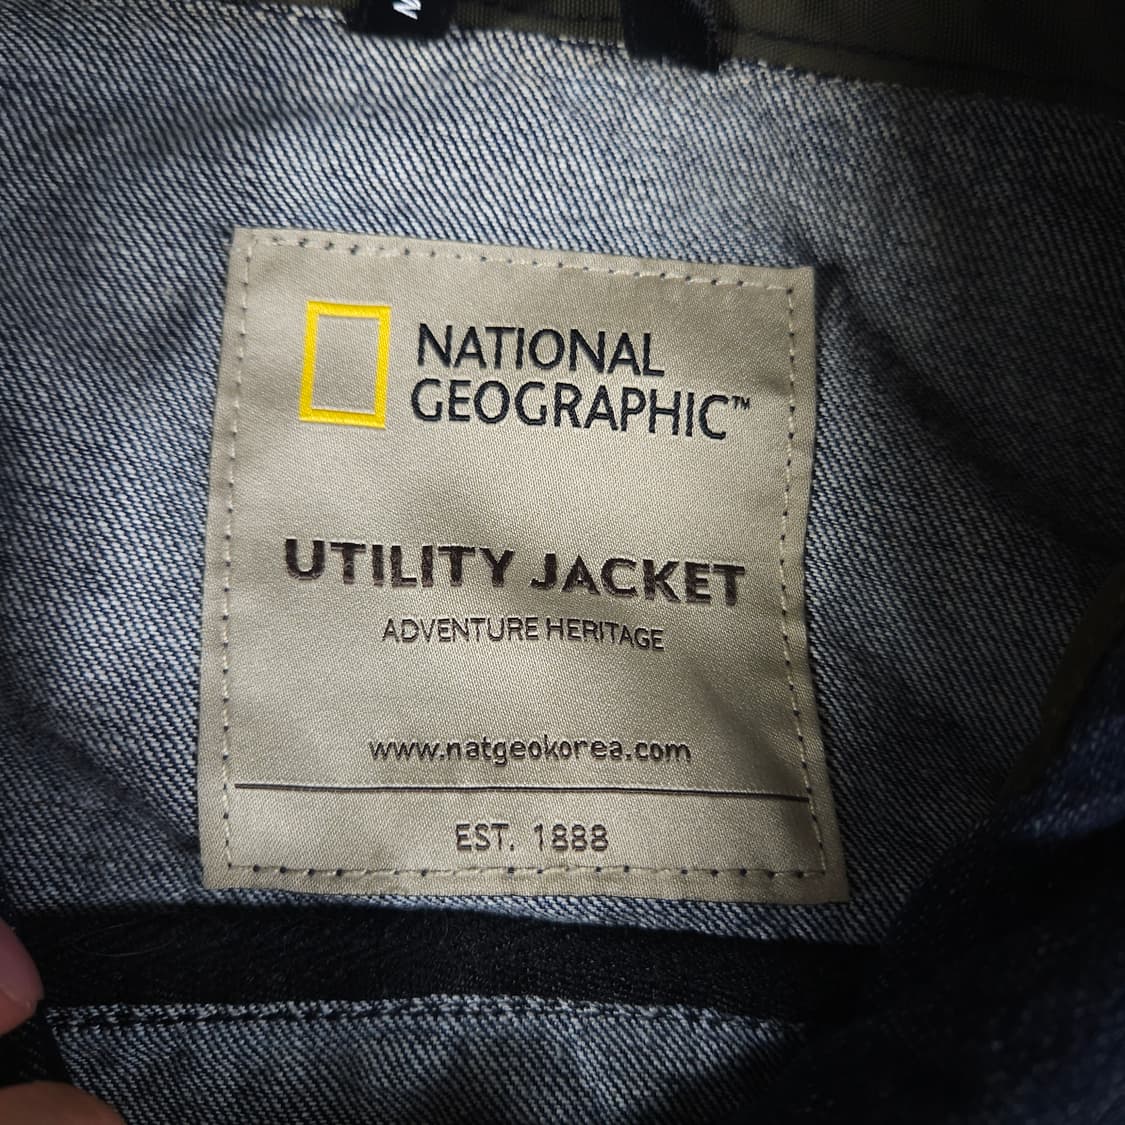 M
NATIONAL
GEOGRAPHIC™
UTILITY JACKET
ADVENTURE HERITAGE
www.natgeokorea.com
EST. 1888